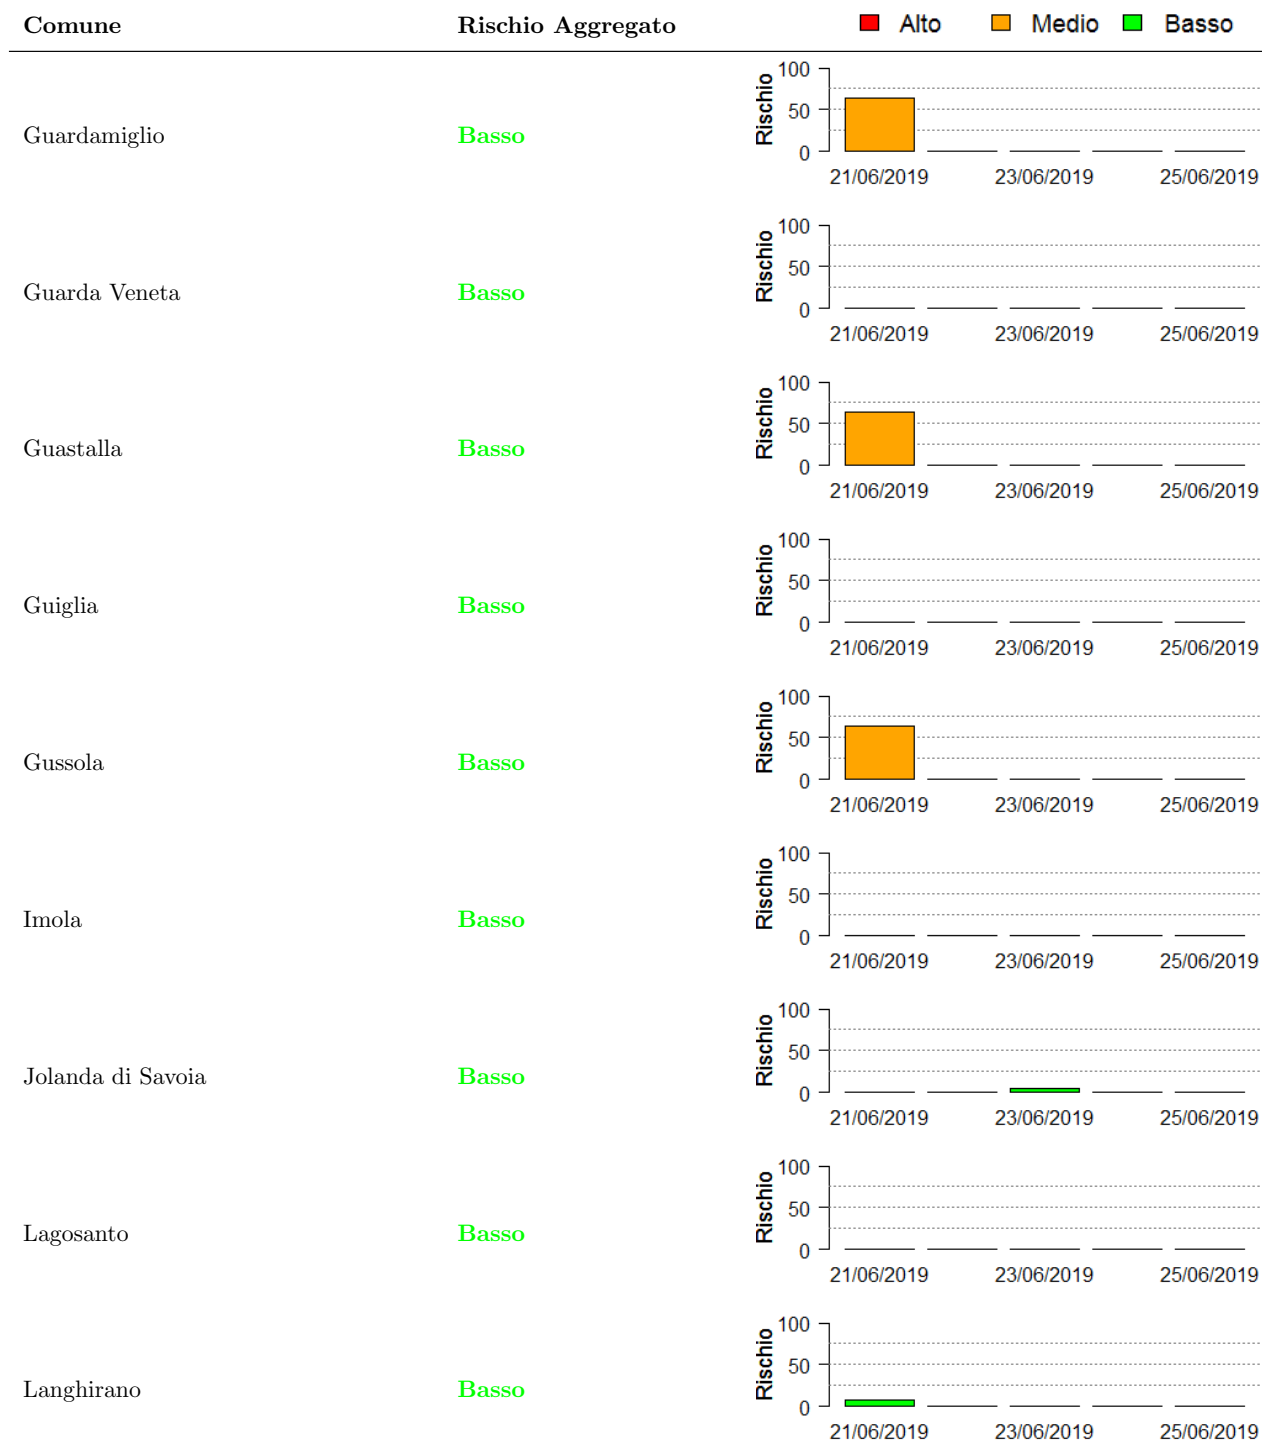 Comune Rischio Aggregato Alto Medio Basso
Guardamiglio Basso Rischio 100 50 0
21/06/2019 23/06/2019 25/06/2019
Guarda Veneta Basso Rischio 100 50 0
21/06/2019 23/06/2019 25/06/2019
Guastalla Basso Rischio 100 50 0
21/06/2019 23/06/2019 25/06/2019
Guiglia Basso Rischio 100 50 0
21/06/2019 23/06/2019 25/06/2019
Gussola Basso Rischio 100 50 0
21/06/2019 23/06/2019 25/06/2019
Imola Basso Rischio 100 50 0
21/06/2019 23/06/2019 25/06/2019
Jolanda di Savoia Basso Rischio 100 50 0
21/06/2019 23/06/2019 25/06/2019
Lagosanto Basso Rischio 100 50 0
21/06/2019 23/06/2019 25/06/2019
Langhirano Basso Rischio 100 50 0
21/06/2019 23/06/2019 25/06/2019